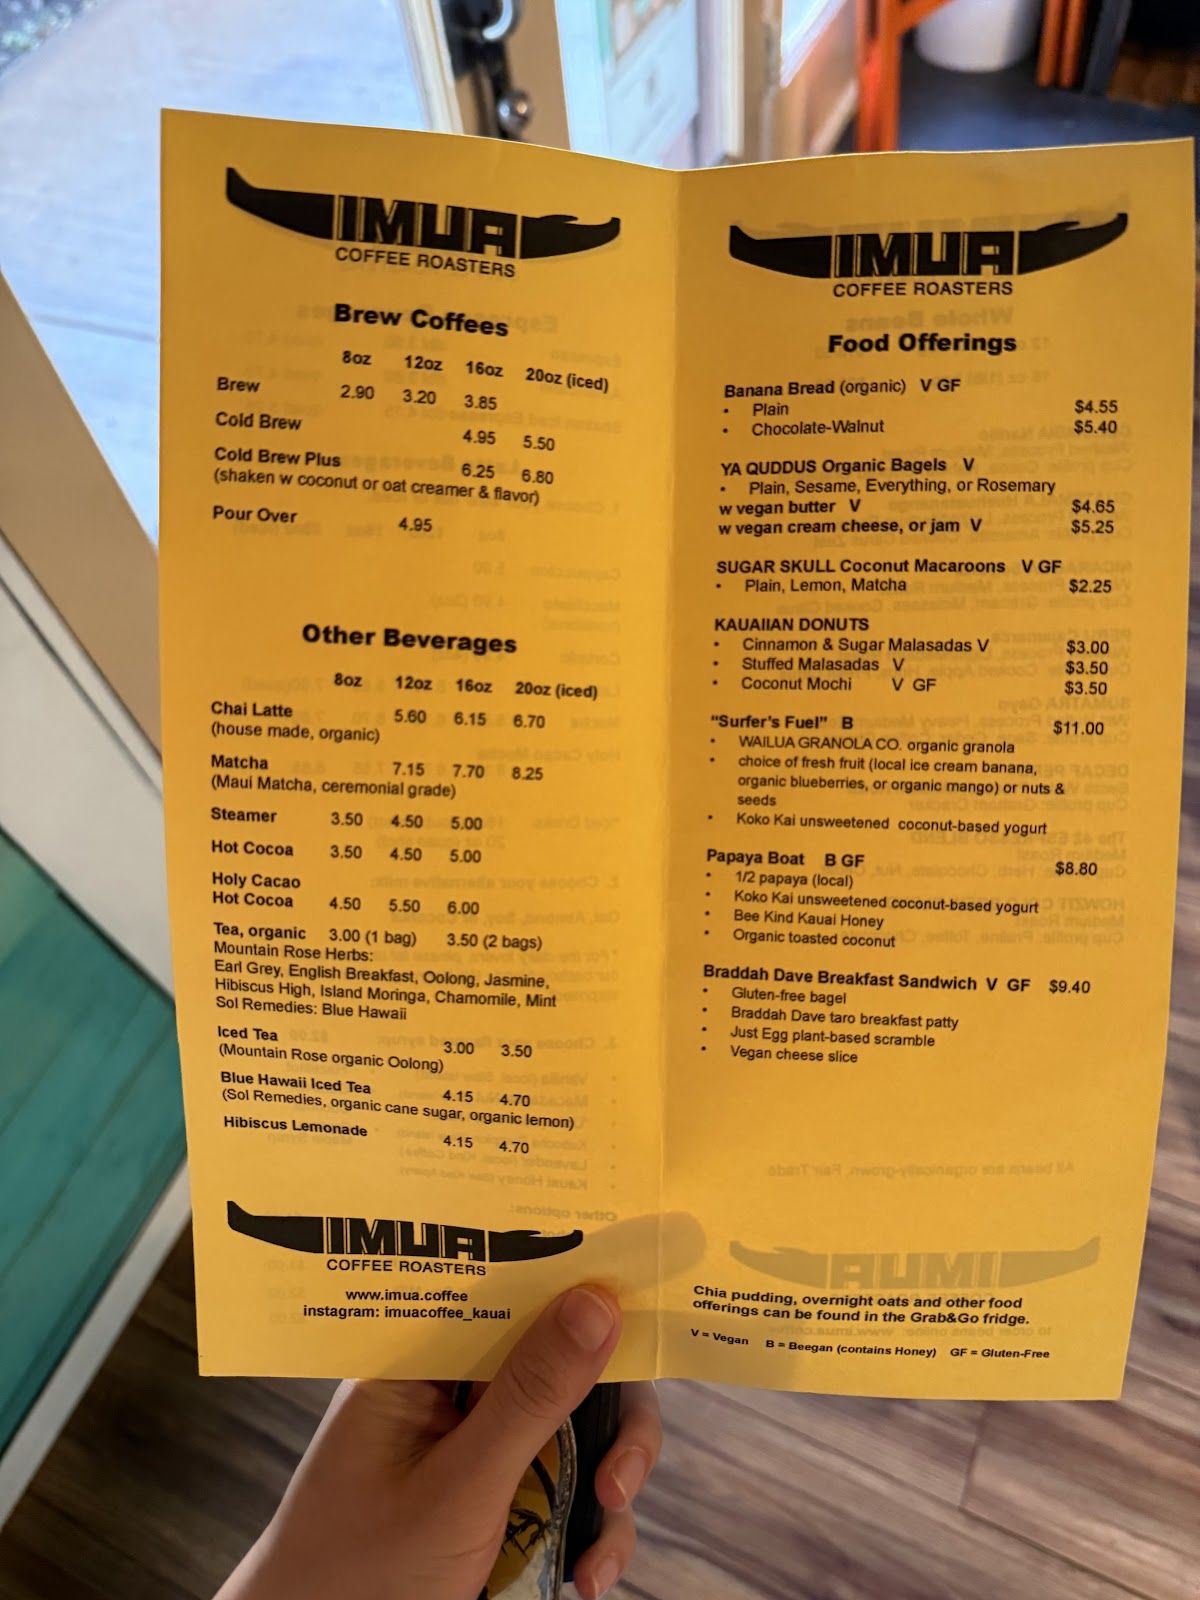 IMUA
COFFEE ROASTERS
Brew Coffees
8oz 12oz 16oz 20oz (iced)
Brew 2.90 3.20 3.85
Cold Brew 4.95 5.50
Cold Brew Plus 6.25 6.80
(shaken w coconut or oat creamer & flavor)
Pour Over 4.95
Other Beverages
8oz 12oz 16oz 20oz (iced)
Chai Latte 5.60 6.15 6.70
(house made, organic)
Matcha 7.15 7.70 8.25
(Maui Matcha, ceremonial grade)
Steamer 3.50 4.50 5.00
Hot Cocoa 3.50 4.50 5.00
Holy Cacao
Hot Cocoa 4.50 5.50 6.00
Tea, organic 3.00 (1 bag) 3.50 (2 bags)
Mountain Rose Herbs:
Earl Grey, English Breakfast, Oolong, Jasmine,
Hibiscus High, Island Moringa, Chamomile, Mint
Sol Remedies: Blue Hawaii
Iced Tea 3.00 3.50
(Mountain Rose organic Oolong)
Blue Hawaii Iced Tea 4.15 4.70
(Sol Remedies, organic cane sugar, organic lemon)
Hibiscus Lemonade 4.15 4.70
IMUA
COFFEE ROASTERS
www.imua.coffee
instagram: imuacoffee_kauai
IMUA
COFFEE ROASTERS
Food Offerings
Banana Bread (organic) V GF
• Plain $4.55
• Chocolate-Walnut $5.40
YA QUDDUS Organic Bagels V
• Plain, Sesame, Everything, or Rosemary
w vegan butter V $4.65
w vegan cream cheese, or jam V $5.25
SUGAR SKULL Coconut Macaroons V GF
• Plain, Lemon, Matcha $2.25
KAUAIIAN DONUTS
• Cinnamon & Sugar Malasadas V $3.00
• Stuffed Malasadas V $3.50
• Coconut Mochi V GF $3.50
"Surfer's Fuel" B $11.00
• WAILUA GRANOLA CO. organic granola
• choice of fresh fruit (local ice cream banana,
organic blueberries, or organic mango) or nuts &
seeds
• Koko Kai unsweetened coconut-based yogurt
Papaya Boat B GF $8.80
• 1/2 papaya (local)
• Koko Kai unsweetened coconut-based yogurt
• Bee Kind Kauai Honey
• Organic toasted coconut
Braddah Dave Breakfast Sandwich V GF $9.40
• Gluten-free bagel
• Braddah Dave taro breakfast patty
• Just Egg plant-based scramble
• Vegan cheese slice
Chia pudding, overnight oats and other food
offerings can be found in the Grab&Go fridge.
V = Vegan B = Beegan (contains Honey) GF = Gluten-Free